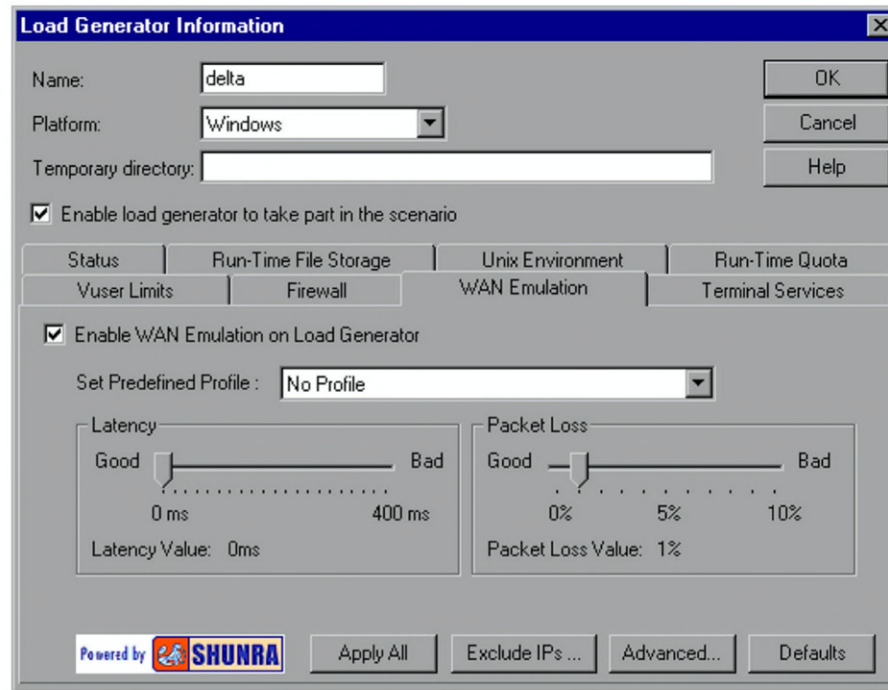 Load Generator Information
Name: delta OK
Platform: Windows Cancel
Temporary directory: Help
Enable load generator to take part in the scenario
Status Run-Time File Storage Unix Environment Run-Time Quota
Vuser Limits Firewall WAN Emulation Terminal Services
Enable WAN Emulation on Load Generator
Set Predefined Profile : No Profile
Latency Packet Loss
Good Bad Good Bad
0 ms 400 ms 0% 5% 10%
Latency Value: 0ms Packet Loss Value: 1%
Powered by SHUNRA Apply All Exclude IPs ... Advanced... Defaults